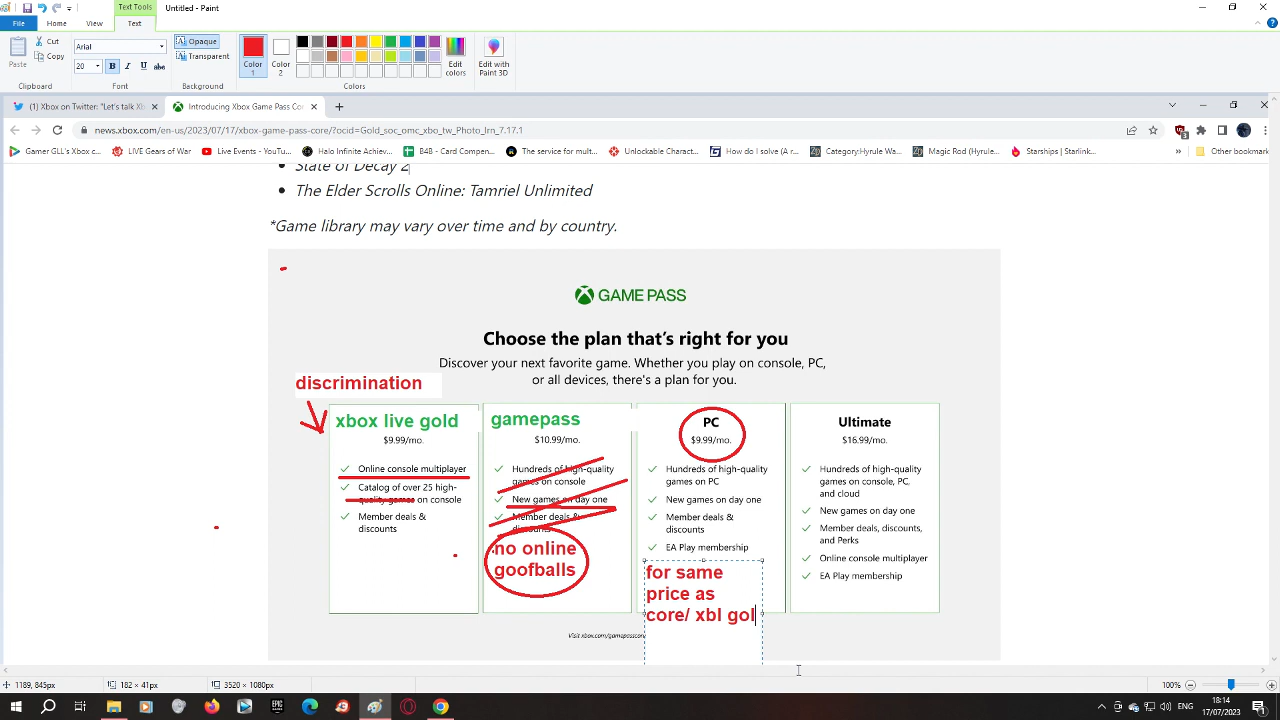 Text Tools
Untitled - Paint
File
Home
View
Text
Paste
Cut
Copy
Clipboard
Arial
20
B
I
U
abc
Font
Opaque
Transparent
Background
Color
1
Color
2
Colors
Edit
colors
Edit with
Paint 3D
(1) Xbox on Twitter: "Let's talk Xb
Introducing Xbox Game Pass Cor
news.xbox.com/en-us/2023/07/17/xbox-game-pass-core/?ocid=Gold_soc_omc_xbo_tw_Photo_lrn_7.17.1
Gamer GLL's Xbox c...
LIVE Gears of War
Live Events - YouTu...
Halo Infinite Achiev...
B4B - Card Compen...
The service for mult...
Unlockable Charact...
How do I solve (A r...
Category:Hyrule Wa...
Magic Rod (Hyrule...
Starships | Starlink...
»
Other bookmark
State of Decay 2
The Elder Scrolls Online: Tamriel Unlimited
*Game library may vary over time and by country.
GAME PASS
Choose the plan that's right for you
Discover your next favorite game. Whether you play on console, PC,
or all devices, there's a plan for you.
discrimination
xbox live gold
$9.99/mo.
Online console multiplayer
Catalog of over 25 high-
quality games on console
Member deals &
discounts
gamepass
$10.99/mo.
Hundreds of high-quality
games on console
New games on day one
Member deals &
discounts
no online
goofballs
PC
$9.99/mo.
Hundreds of high-quality
games on PC
New games on day one
Member deals &
discounts
EA Play membership
for same
price as
core/ xbl gol
Ultimate
$16.99/mo.
Hundreds of high-quality
games on console, PC,
and cloud
New games on day one
Member deals, discounts,
and Perks
Online console multiplayer
EA Play membership
Visit xbox.com/gamepasscore
1189, 845px
182 × 41px
3520 × 1080px
100%
ENG
18:14
17/07/2023